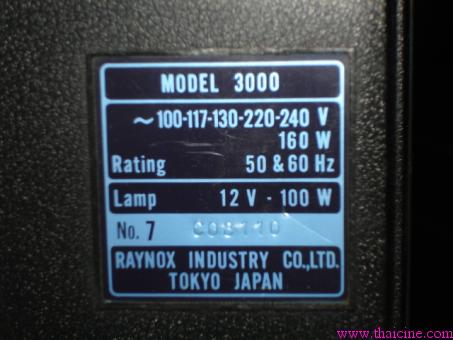 MODEL 3000
~100-117-130-220-240 V
160 W
Rating 50 & 60 Hz
Lamp 12 V - 100 W
No. 7
RAYNOX INDUSTRY CO.,LTD.
TOKYO JAPAN
www.thaicine.com